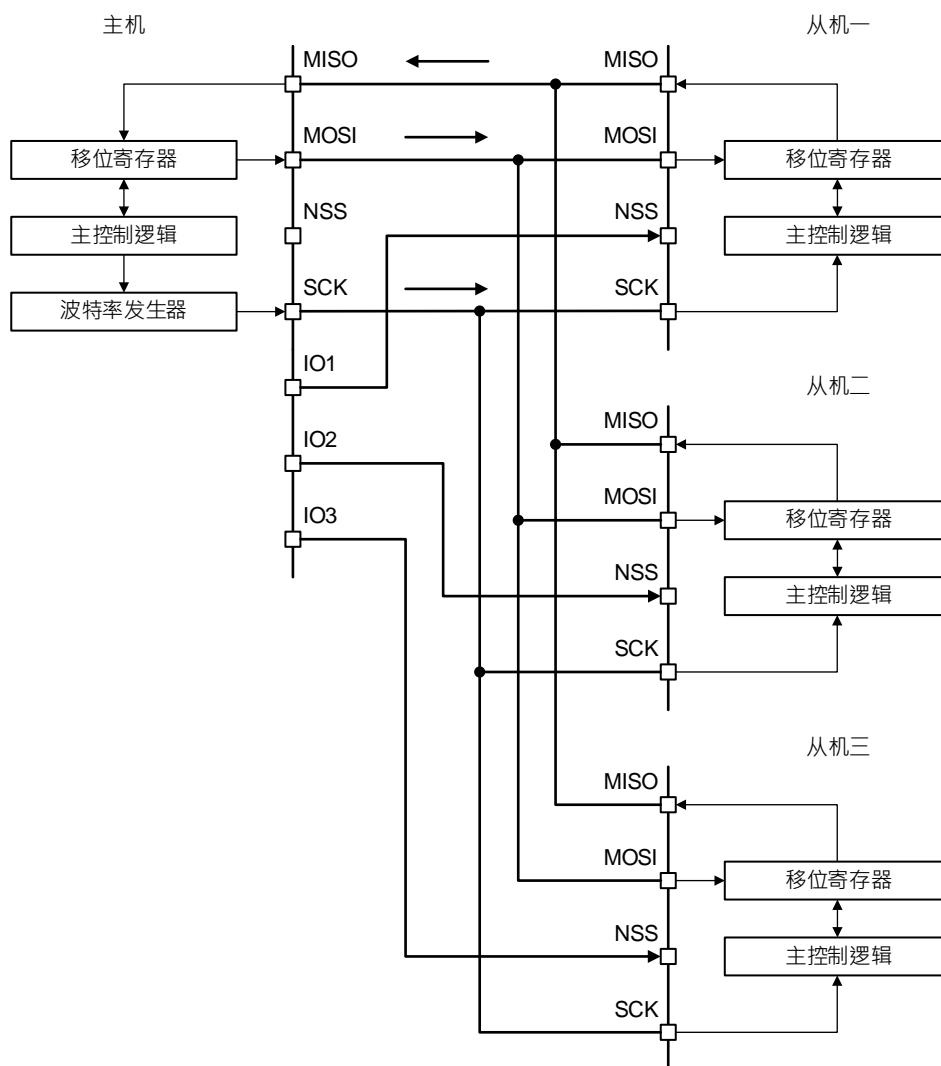 主机
MISO
MOSI
移位寄存器
NSS
主控制逻辑
SCK
波特率发生器
IO1
IO2
IO3
从机一
MISO
MOSI
移位寄存器
NSS
主控制逻辑
SCK
从机二
MISO
MOSI
移位寄存器
NSS
主控制逻辑
SCK
从机三
MISO
MOSI
移位寄存器
NSS
主控制逻辑
SCK